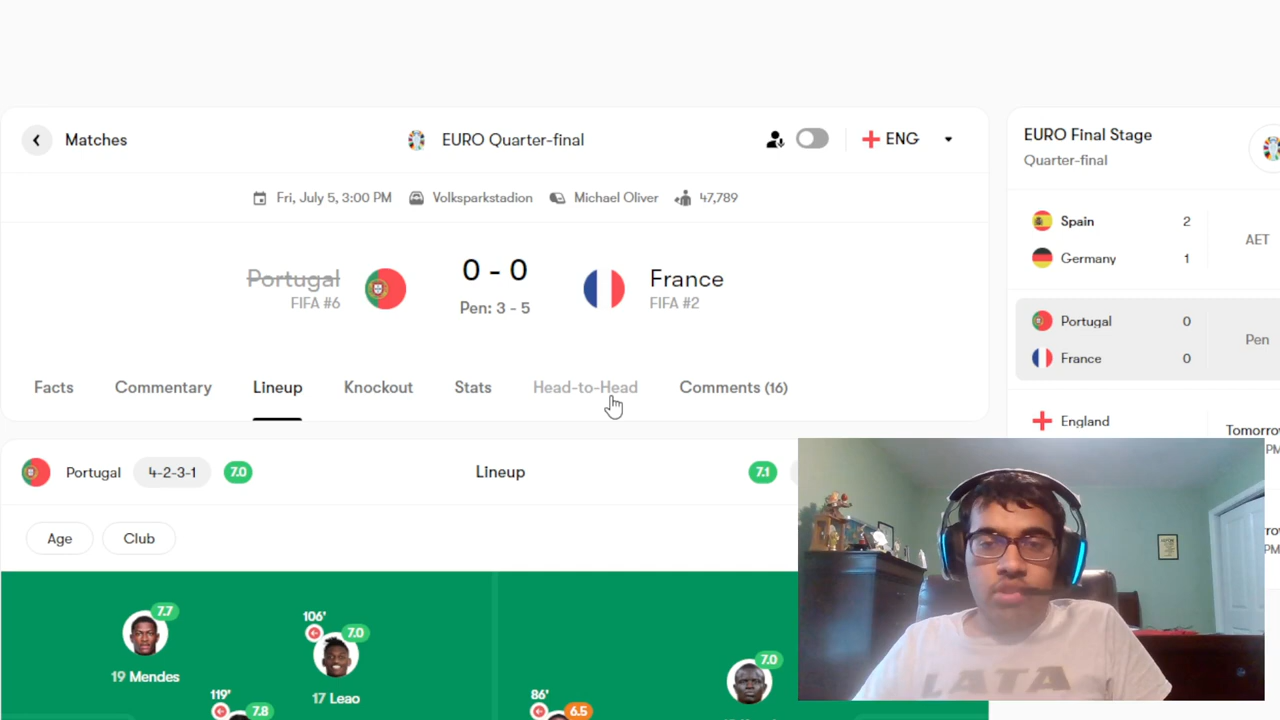 Matches
EURO Quarter-final
ENG
Fri, July 5, 3:00 PM
Volksparkstadion
Michael Oliver
47,789
Portugal
FIFA #6
0 - 0
Pen: 3 - 5
France
FIFA #2
Facts
Commentary
Lineup
Knockout
Stats
Head-to-Head
Comments (16)
Portugal
4-2-3-1
7.0
Lineup
7.1
Age
Club
7.7
19 Mendes
106'
7.0
17 Leao
119'
7.8
86'
6.5
7.0
EURO Final Stage
Quarter-final
Spain 2
Germany 1
AET
Portugal 0
France 0
Pen
England
LATA